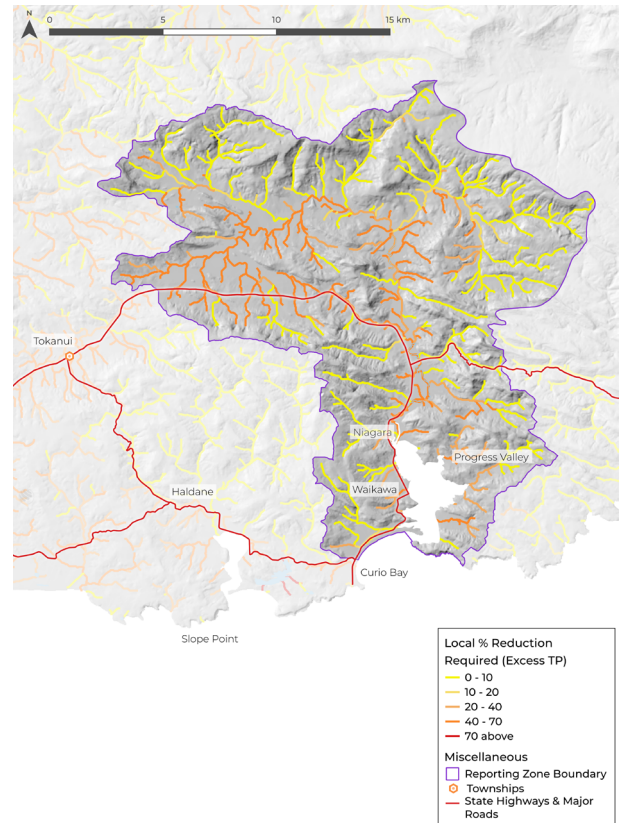 N
0 5 10 15 km
Tokanui
Niagara
Progress Valley
Waikawa
Haldane
Curio Bay
Slope Point
Local % Reduction
Required (Excess TP)
0 - 10
10 - 20
20 - 40
40 - 70
70 above
Miscellaneous
Reporting Zone Boundary
Townships
State Highways & Major
Roads